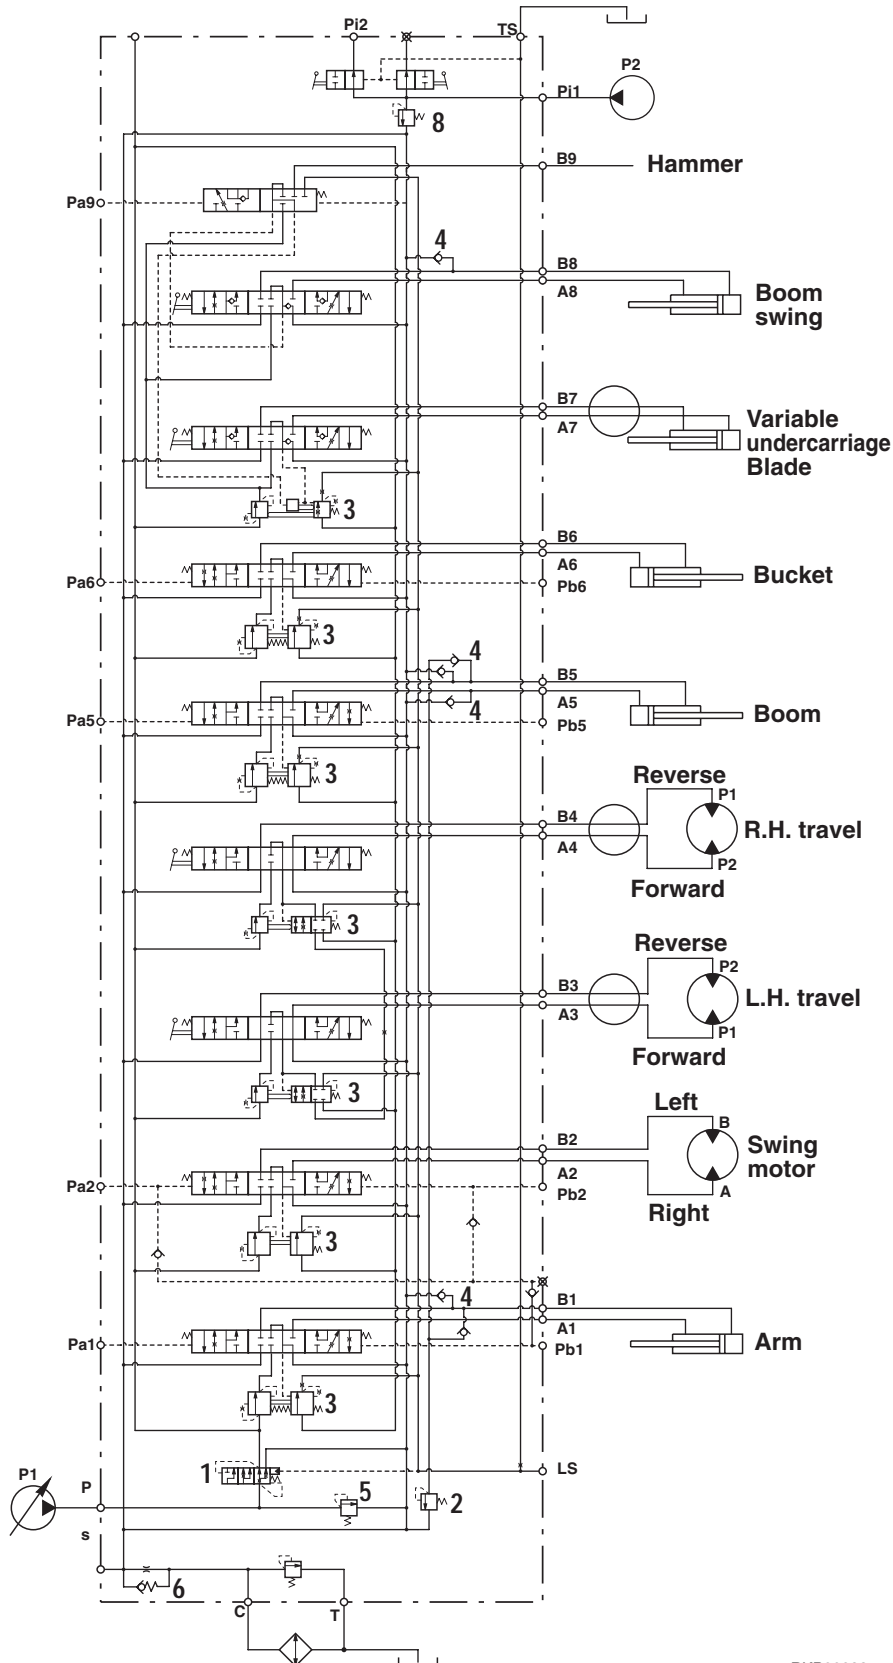 Pi2
TS
P2
Pi1
8
B9
Hammer
Pa9
4
B8
A8
Boom
swing
B7
A7
Variable
undercarriage
Blade
3
B6
A6
Pa6
Pb6
Bucket
3
4
B5
A5
Pa5
4
Pb5
Boom
3
Reverse
P1
B4
A4
R.H. travel
P2
Forward
3
Reverse
P2
B3
A3
L.H. travel
P1
Forward
3
Left
B
B2
A2
Swing
motor
Pa2
Pb2
A
Right
3
4
B1
A1
Pa1
Pb1
Arm
3
P1
1
LS
P
5
2
s
6
C
T